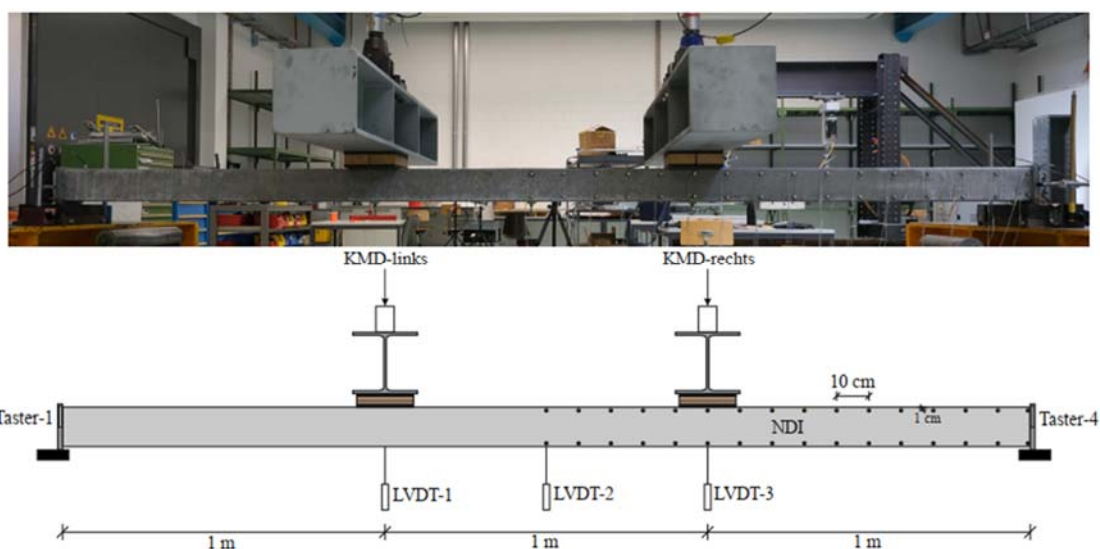 KMD-links
KMD-rechts
10 cm
Taster-1
1 cm
Taster-4
NDI
LVDT-1
LVDT-2
LVDT-3
1 m
1 m
1 m